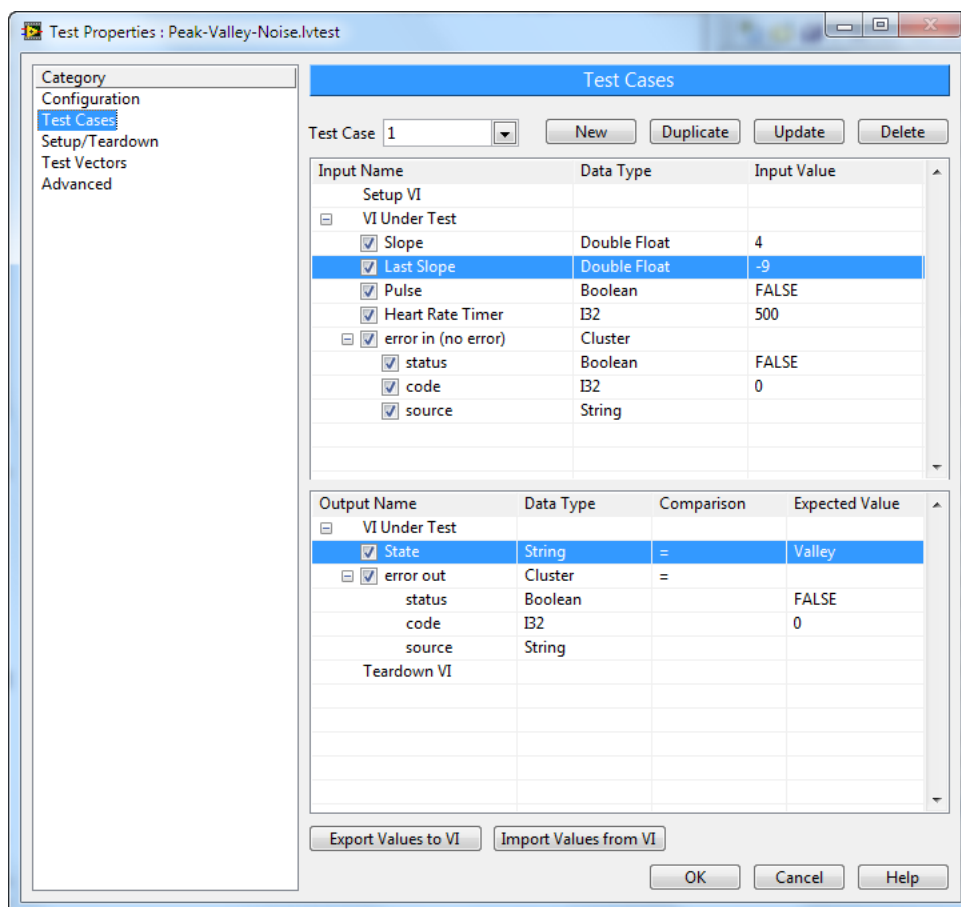 Test Properties : Peak-Valley-Noise.lvtest
Category
Configuration
Test Cases
Setup/Teardown
Test Vectors
Advanced
Test Cases
Test Case 1 New Duplicate Update Delete
Input Name Data Type Input Value
Setup VI
VI Under Test
Slope Double Float 4
Last Slope Double Float -9
Pulse Boolean FALSE
Heart Rate Timer I32 500
error in (no error) Cluster
status Boolean FALSE
code I32 0
source String
Output Name Data Type Comparison Expected Value
VI Under Test
State String = Valley
error out Cluster =
status Boolean FALSE
code I32 0
source String
Teardown VI
Export Values to VI Import Values from VI
OK Cancel Help